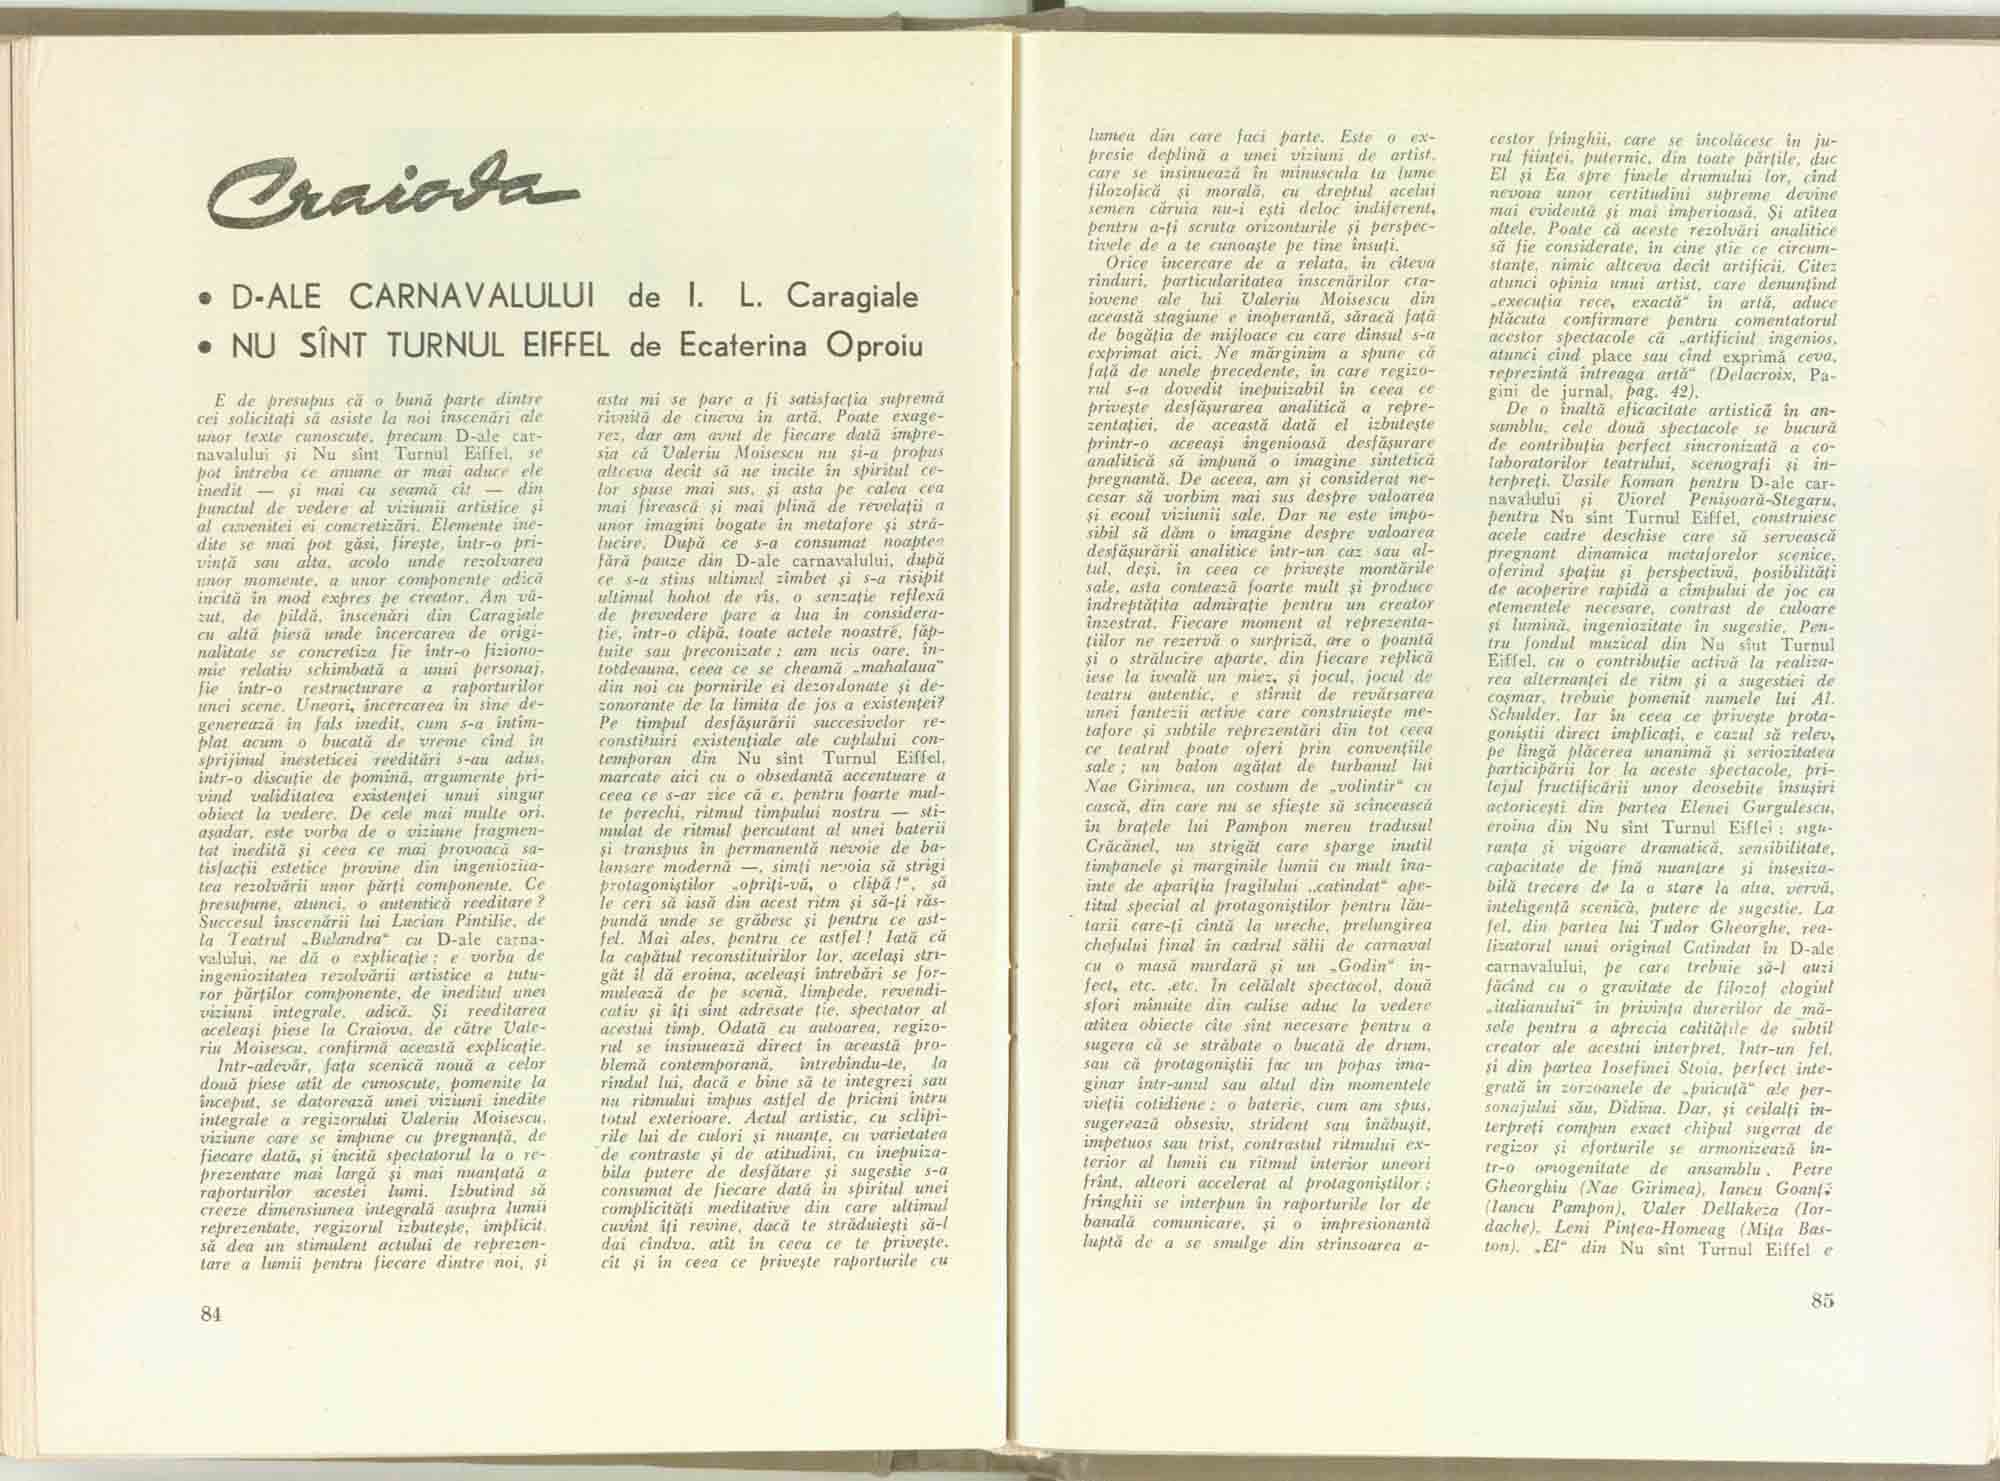 Craiova
• D-ALE CARNAVALULUI de I. L. Caragiale
• NU SÎNT TURNUL EIFFEL de Ecaterina Oproiu
E de presupus că o bună parte dintre
cei solicitați să asiste la noi înscenări ale
unor texte cunoscute, precum D-ale car-
navalului și Nu sînt Turnul Eiffel, se
pot întreba ce anume ar mai aduce ele
inedit — și mai cu seamă cît — din
punctul de vedere al viziunii artistice și
al cuvenitei ei concretizări. Elemente ine-
dite se mai pot găsi, firește, într-o pri-
vință sau alta, acolo unde rezolvarea
unor momente, a unor componente adică
incită în mod expres pe creator. Am vă-
zut, de pildă, înscenări din Caragiale
cu altă piesă unde încercarea de origi-
nalitate se concretiza fie într-o fiziono-
mie relativ schimbată a unui personaj,
fie într-o restructurare a raporturilor
unei scene. Uneori, încercarea în sine de-
generează în fals inedit, cum s-a întîm-
plat acum o bucată de vreme cînd în
sprijinul inesteticei reeditări s-au adus,
într-o discuție de pomină, argumente pri-
vind validitatea existenței unui singur
obiect la vedere. De cele mai multe ori,
așadar, este vorba de o viziune fragmen-
tat inedită și ceea ce mai provoacă sa-
tisfacții estetice provine din ingeniozita-
tea rezolvării unor părți componente. Ce
presupune, atunci, o autentică reeditare ?
Succesul înscenării lui Lucian Pintilie, de
la Teatrul „Bulandra“ cu D-ale carna-
valului, ne dă o explicație : e vorba de
ingeniozitatea rezolvării artistice a tutu-
ror părților componente, de ineditul unei
viziuni integrale, adică. Și reeditarea
aceleași piese la Craiova, de către Vale-
riu Moisescu, confirmă această explicație.
Intr-adevăr, fața scenică nouă a celor
două piese atît de cunoscute, pomenite la
început, se datorează unei viziuni inedite
integrale a regizorului Valeriu Moisescu,
viziune care se impune cu pregnanță, de
fiecare dată, și incită spectatorul la o re-
prezentare mai largă și mai nuanțată a
raporturilor acestei lumi. Izbutind să
creeze dimensiunea integrală asupra lumii
reprezentate, regizorul izbutește, implicit,
să dea un stimulent actului de reprezen-
tare a lumii pentru fiecare dintre noi, și
84
asta mi se pare a fi satisfacția supremă
rîvnită de cineva în artă. Poate exage-
rez, dar am avut de fiecare dată impre-
sia că Valeriu Moisescu nu și-a propus
altceva decît să ne incite în spiritul ce-
lor spuse mai sus, și asta pe calea cea
mai firească și mai plină de revelații a
unor imagini bogate în metafore și stră-
lucire. După ce s-a consumat noaptea
fără pauze din D-ale carnavalului, după
ce s-a stins ultimul zîmbet și s-a risipit
ultimul hohot de rîs, o senzație reflexă
de prevedere pare a lua în considera-
ție, într-o clipă, toate actele noastre, făp-
tuite sau preconizate ; am ucis oare, în-
totdeauna, ceea ce se cheamă „mahalaua“
din noi cu pornirile ei dezordonate și de-
zonorante de la limita de jos a existenței?
Pe timpul desfășurării succesivelor re-
constituiri existențiale ale cuplului con-
temporan din Nu sînt Turnul Eiffel,
marcate aici cu o obsedantă accentuare a
ceea ce s-ar zice că e, pentru foarte mul-
te perechi, ritmul timpului nostru — sti-
mulat de ritmul percutant al unei baterii
și transpus în permanentă nevoie de ba-
lansare modernă —, simți nevoia să strigi
protagoniștilor „opriți-vă, o clipă !“, să
le ceri să iasă din acest ritm și să-ți răs-
pundă unde se grăbesc și pentru ce ast-
fel. Mai ales, pentru ce astfel ! Iată că
la capătul reconstituirilor lor, același stri-
găt îl dă eroina, aceleași întrebări se for-
mulează de pe scenă, limpede, revendi-
cativ și îți sînt adresate ție, spectator al
acestui timp. Odată cu autoarea, regizo-
rul se insinuează direct în această pro-
blemă contemporană, întrebîndu-te, la
rîndul lui, dacă e bine să te integrezi sau
nu ritmului impus astfel de pricini întru
totul exterioare. Actul artistic, cu sclipi-
rile lui de culori și nuanțe, cu varietatea
de contraste și de atitudini, cu inepuiza-
bila putere de desfătare și sugestie s-a
consumat de fiecare dată în spiritul unei
complicități meditative din care ultimul
cuvînt îți revine, dacă te străduiești să-l
dai cîndva, atît în ceea ce te privește,
cît și în ceea ce privește raporturile cu
lumea din care faci parte. Este o ex-
presie deplină a unei viziuni de artist,
care se insinuează în minuscula ta lume
filozofică și morală, cu dreptul acelui
semen căruia nu-i ești deloc indiferent,
pentru a-ți scruta orizonturile și perspec-
tivele de a te cunoaște pe tine însuți.
Orice încercare de a relata, în cîteva
rînduri, particularitatea înscenărilor cra-
iovene ale lui Valeriu Moisescu din
această stagiune e inoperantă, săracă față
de bogăția de mijloace cu care dînsul s-a
exprimat aici. Ne mărginim a spune că
față de unele precedente, în care regizo-
rul s-a dovedit inepuizabil în ceea ce
privește desfășurarea analitică a repre-
zentației, de această dată el izbutește
printr-o aceeași ingenioasă desfășurare
analitică să impună o imagine sintetică
pregnantă. De aceea, am și considerat ne-
cesar să vorbim mai sus despre valoarea
și ecoul viziunii sale. Dar ne este impo-
sibil să dăm o imagine despre valoarea
desfășurării analitice într-un caz sau al-
tul, deși, în ceea ce privește montările
sale, asta contează foarte mult și produce
îndreptățita admirație pentru un creator
înzestrat. Fiecare moment al reprezenta-
țiilor ne rezervă o surpriză, are o poantă
și o strălucire aparte, din fiecare replică
iese la iveală un miez, și jocul, jocul de
teatru autentic, e stîrnit de revărsarea
unei fantezii active care construiește me-
tafore și subtile reprezentări din tot ceea
ce teatrul poate oferi prin convențiile
sale ; un balon agățat de turbanul lui
Nae Girimea, un costum de „volintir“ cu
cască, din care nu se sfiește să scîncească
în brațele lui Pampon mereu tradusul
Crăcănel, un strigăt care sparge inutil
timpanele și marginile lumii cu mult îna-
inte de apariția fragilului „catindat“ ape-
titul special al protagoniștilor pentru lău-
tarii care-ți cîntă la ureche, prelungirea
chefului final în cadrul sălii de carnaval
cu o masă murdară și un „Godin“ in-
fect, etc. ,etc. In celălalt spectacol, două
sfori mînuite din culise aduc la vedere
atîtea obiecte cîte sînt necesare pentru a
sugera că se străbate o bucată de drum,
sau că protagoniștii fac un popas ima-
ginar într-unul sau altul din momentele
vieții cotidiene ; o baterie, cum am spus,
sugerează obsesiv, strident sau înăbușit,
impetuos sau trist, contrastul ritmului ex-
terior al lumii cu ritmul interior uneori
frînt, alteori accelerat al protagoniștilor ;
frînghii se interpun în raporturile lor de
banală comunicare, și o impresionantă
luptă de a se smulge din strînsoarea a-
cestor frînghii, care se încolăcesc în ju-
rul ființei, puternic, din toate părțile, duc
El și Ea spre finele drumului lor, cînd
nevoia unor certitudini supreme devine
mai evidentă și mai imperioasă. Și atîtea
altele. Poate că aceste rezolvări analitice
să fie considerate, în cine știe ce circum-
stanțe, nimic altceva decît artificii. Citez
atunci opinia unui artist, care denunțînd
„execuția rece, exactă“ în artă, aduce
plăcuta confirmare pentru comentatorul
acestor spectacole că „artificiul ingenios,
atunci cînd place sau cînd exprimă ceva,
reprezintă întreaga artă“ (Delacroix, Pa-
gini de jurnal, pag. 42).
De o înaltă eficacitate artistică în an-
samblu, cele două spectacole se bucură
de contribuția perfect sincronizată a co-
laboratorilor teatrului, scenografi și in-
terpreți. Vasile Roman pentru D-ale car-
navalului și Viorel Penișoară-Stegaru,
pentru Nu sînt Turnul Eiffel, construiesc
acele cadre deschise care să servească
pregnant dinamica metaforelor scenice,
oferind spațiu și perspectivă, posibilități
de acoperire rapidă a cîmpului de joc cu
elementele necesare, contrast de culoare
și lumină, ingeniozitate în sugestie. Pen-
tru fondul muzical din Nu sînt Turnul
Eiffel, cu o contribuție activă la realiza-
rea alternanței de ritm și a sugestiei de
coșmar, trebuie pomenit numele lui Al.
Schulder. Iar în ceea ce privește prota-
goniștii direct implicați, e cazul să relev,
pe lîngă plăcerea unanimă și seriozitatea
participării lor la aceste spectacole, pri-
lejul fructificării unor deosebite însușiri
actoricești din partea Elenei Gurgulescu,
eroina din Nu sînt Turnul Eiffel : sigu-
ranța și vigoare dramatică, sensibilitate,
capacitate de fină nuanțare și insesiza-
bilă trecere de la o stare la alta, vervă,
inteligență scenică, putere de sugestie. La
fel, din partea lui Tudor Gheorghe, rea-
lizatorul unui original Catindat în D-ale
carnavalului, pe care trebuie să-l auzi
făcînd cu o gravitate de filozof elogiul
„italianului“ în privința durerilor de mă-
sele pentru a aprecia calitățile de subtil
creator ale acestui interpret. Intr-un fel,
și din partea Iosefinei Stoia, perfect inte-
grată în zorzoanele de „puicuță“ ale per-
sonajului său, Didina. Dar, și ceilalți in-
terpreți compun exact chipul sugerat de
regizor și eforturile se armonizează în-
tr-o omogenitate de ansamblu. Petre
Gheorghiu (Nae Girimea), Iancu Goanță
(Iancu Pampon), Valer Dellakeza (Ior-
dache), Leni Pințea-Homeag (Mița Bas-
ton). „El“ din Nu sînt Turnul Eiffel e
85